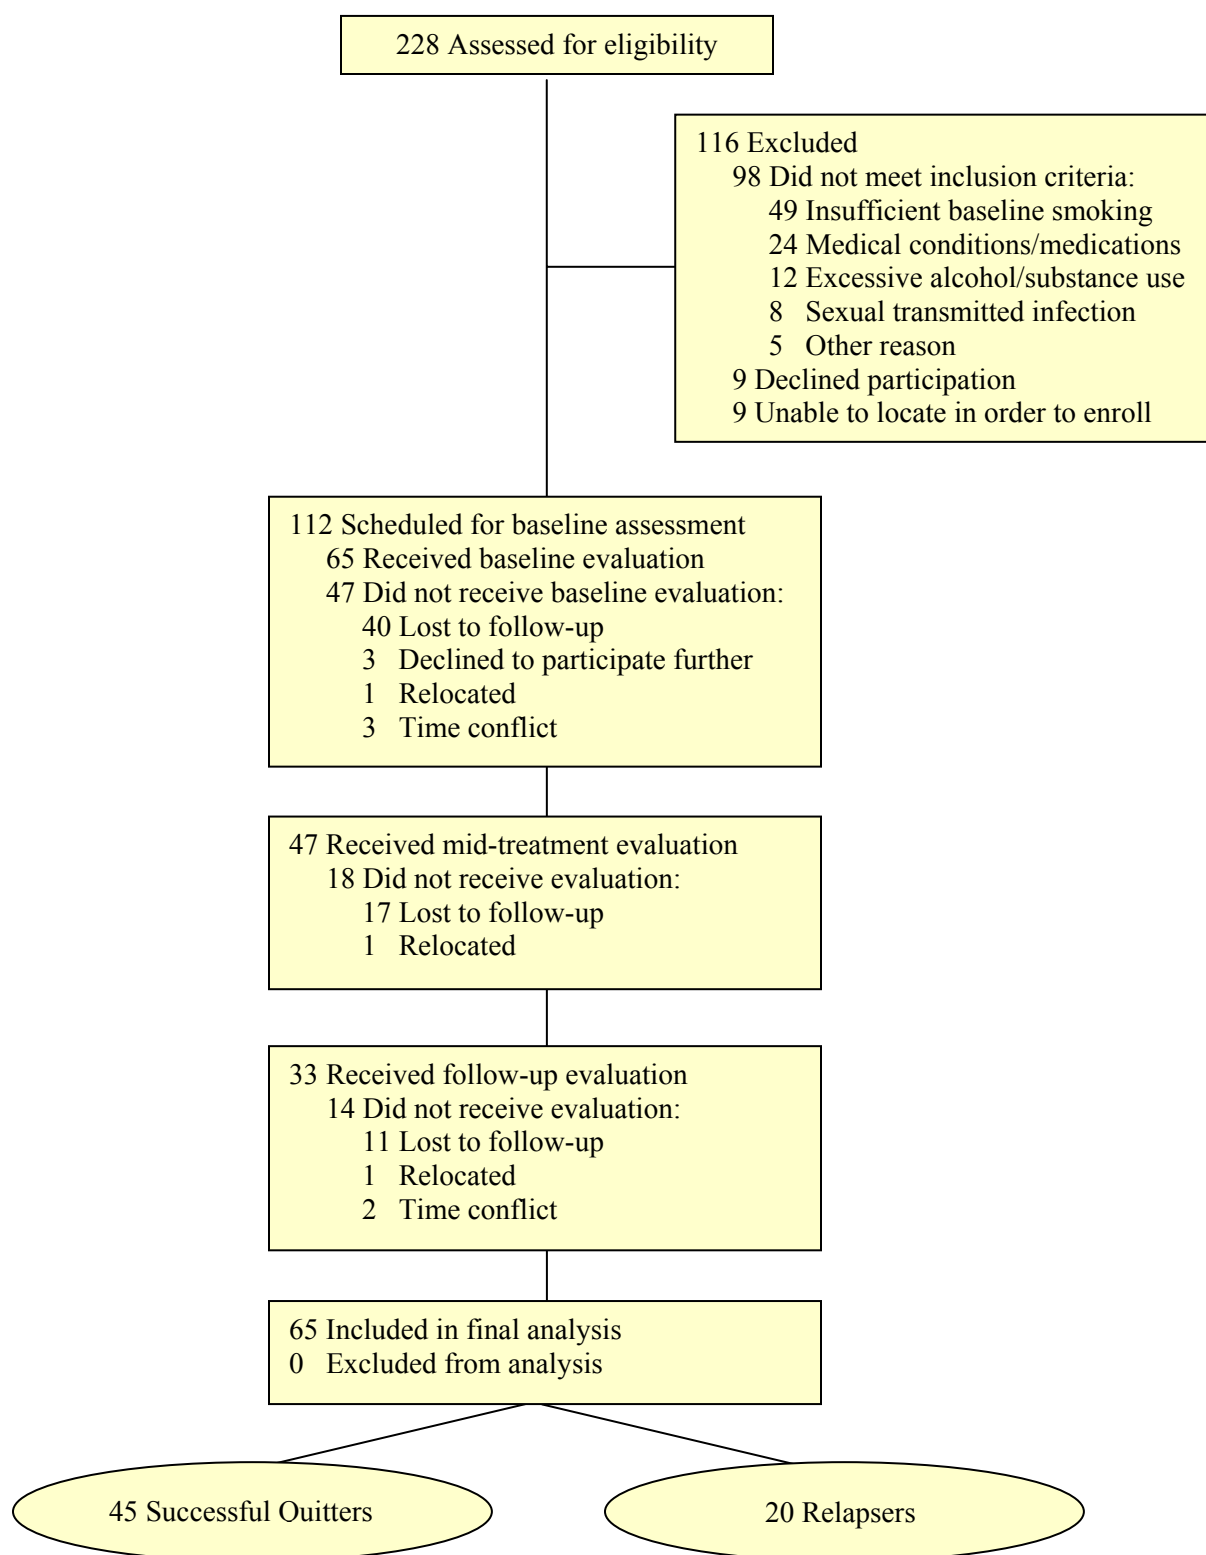 228 Assessed for eligibility
116 Excluded
98 Did not meet inclusion criteria:
49 Insufficient baseline smoking
24 Medical conditions/medications
12 Excessive alcohol/substance use
8 Sexual transmitted infection
5 Other reason
9 Declined participation
9 Unable to locate in order to enroll
112 Scheduled for baseline assessment
65 Received baseline evaluation
47 Did not receive baseline evaluation:
40 Lost to follow-up
3 Declined to participate further
1 Relocated
3 Time conflict
47 Received mid-treatment evaluation
18 Did not receive evaluation:
17 Lost to follow-up
1 Relocated
33 Received follow-up evaluation
14 Did not receive evaluation:
11 Lost to follow-up
1 Relocated
2 Time conflict
65 Included in final analysis
0 Excluded from analysis
45 Successful Quitters
20 Relapsers